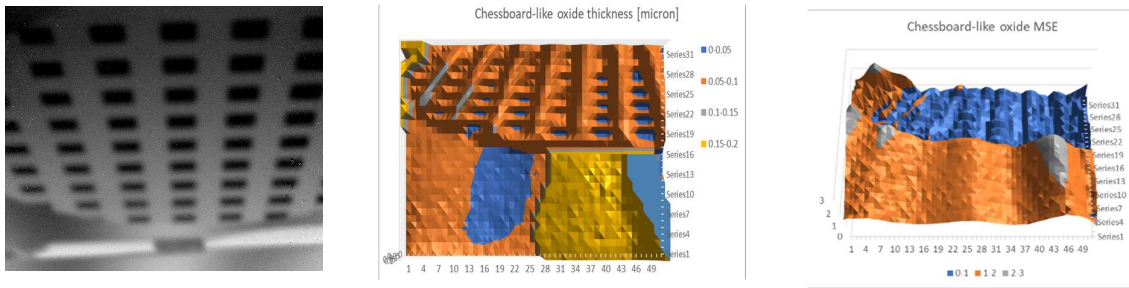 Chessboard-like oxide thickness [micron]
Series31
Series28
Series25
Series22
Series19
Series16
Series13
Series10
Series7
Series4
Series1
0-0.05
0.05-0.1
0.1-0.15
0.15-0.2
1 4 7 10 13 16 19 22 25 28 31 34 37 40 43 46 49
Chessboard-like oxide MSE
Series31
Series28
Series25
Series22
Series19
Series16
Series13
Series10
Series7
Series4
Series1
3
2
1
0
1 4 7 10 13 16 19 22 25 28 31 34 37 40 43 46 49
0-1 1-2 2-3